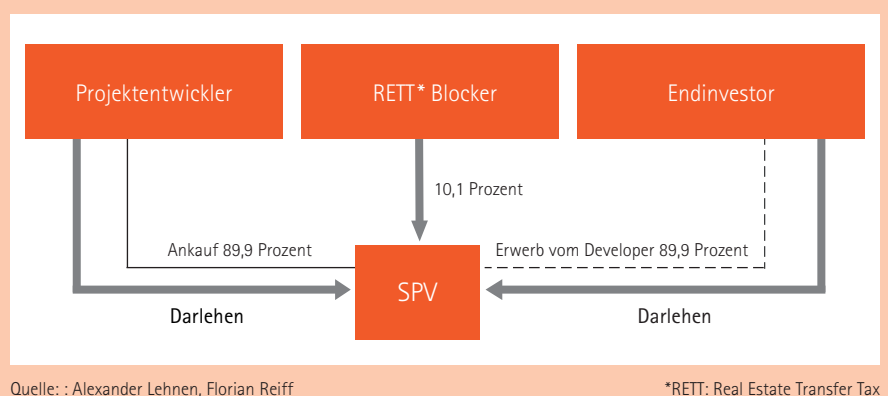 Projektentwickler
RETT* Blocker
Endinvestor
10,1 Prozent
Ankauf 89,9 Prozent
Erwerb vom Developer 89,9 Prozent
SPV
Darlehen
Darlehen
Quelle: : Alexander Lehnen, Florian Reiff
*RETT: Real Estate Transfer Tax